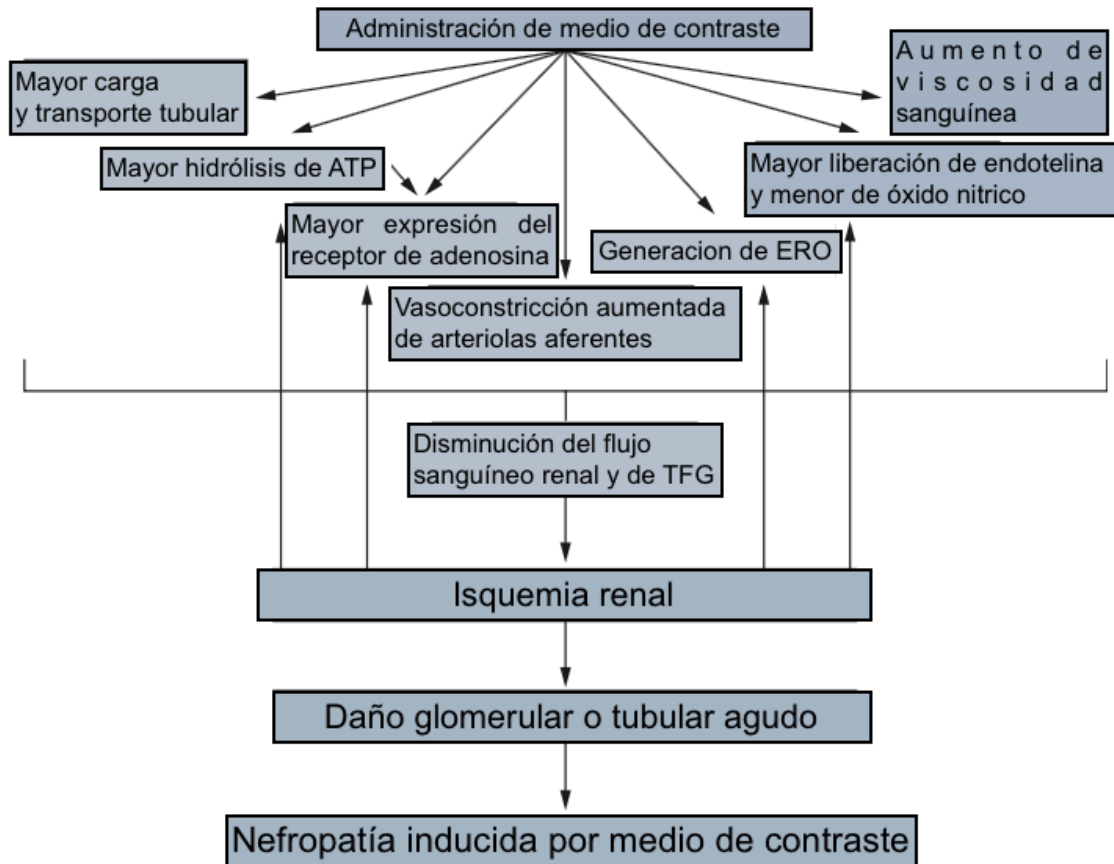 Administración de medio de contraste
Mayor carga
y transporte tubular
Aumento de
viscosidad
sanguínea
Mayor hidrólisis de ATP
Mayor liberación de endotelina
y menor de óxido nitrico
Mayor expresión del
receptor de adenosina
Generacion de ERO
Vasoconstricción aumentada
de arteriolas aferentes
Disminución del flujo
sanguíneo renal y de TFG
Isquemia renal
Daño glomerular o tubular agudo
Nefropatía inducida por medio de contraste